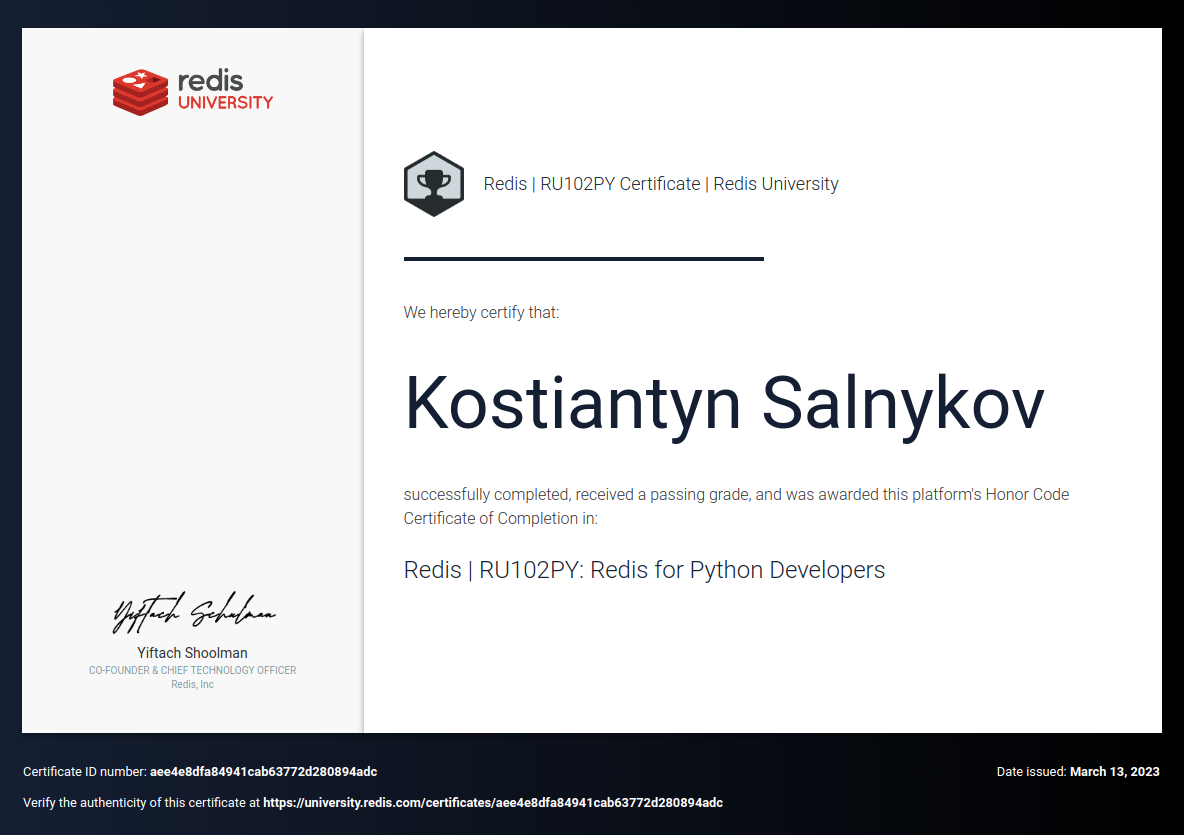 redis
UNIVERSITY
Redis | RU102PY Certificate | Redis University
We hereby certify that:
Kostiantyn Salnykov
successfully completed, received a passing grade, and was awarded this platform's Honor Code
Certificate of Completion in:
Redis | RU102PY: Redis for Python Developers
Yiftach Schulman
Yiftach Shoolman
CO-FOUNDER & CHIEF TECHNOLOGY OFFICER
Redis, Inc
Certificate ID number: aee4e8dfa84941cab63772d280894adc
Date issued: March 13, 2023
Verify the authenticity of this certificate at https://university.redis.com/certificates/aee4e8dfa84941cab63772d280894adc